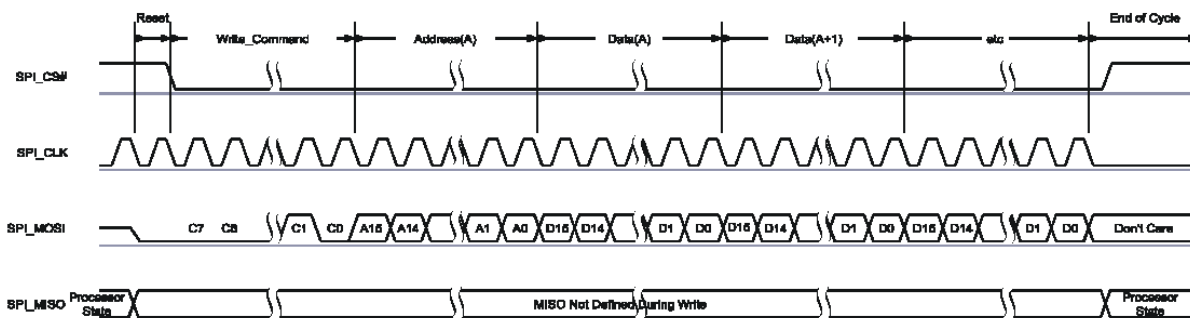 Reset
End of Cycle
Write_Command Address(A) Data(A) Data(A+1) etc
SPI_CS#
SPI_CLK
SPI_MOSI C7 C6 C1 C0 A15 A14 A1 A0 D15 D14 D1 D0 D15 D14 D1 D0 D15 D14 D1 D0 Don't Care
SPI_MISO Processor State MISO Not Defined During Write Processor State